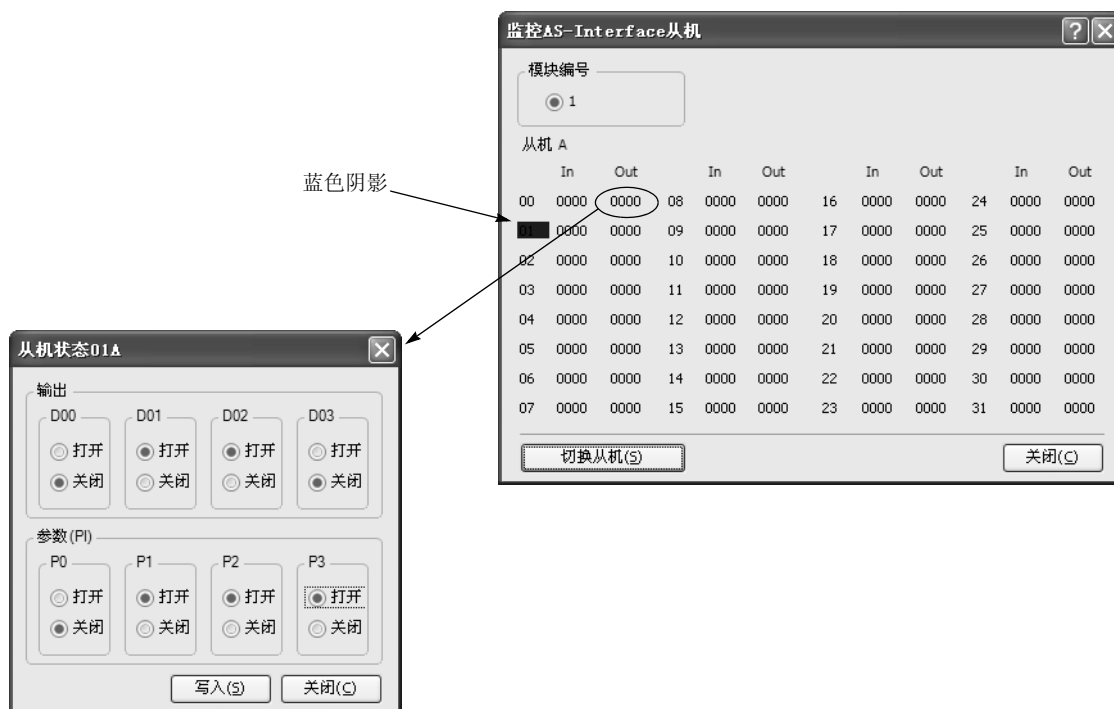 监控AS-Interface从机
模块编号
1
从机 A
In Out In Out In Out In Out
00 0000 0000 08 0000 0000 16 0000 0000 24 0000 0000
01 0000 0000 09 0000 0000 17 0000 0000 25 0000 0000
02 0000 0000 10 0000 0000 18 0000 0000 26 0000 0000
03 0000 0000 11 0000 0000 19 0000 0000 27 0000 0000
04 0000 0000 12 0000 0000 20 0000 0000 28 0000 0000
05 0000 0000 13 0000 0000 21 0000 0000 29 0000 0000
06 0000 0000 14 0000 0000 22 0000 0000 30 0000 0000
07 0000 0000 15 0000 0000 23 0000 0000 31 0000 0000
切换从机(S) 关闭(C)
蓝色阴影
从机状态01A
输出
D00 D01 D02 D03
打开 打开 打开 打开
关闭 关闭 关闭 关闭
参数(PI)
P0 P1 P2 P3
打开 打开 打开 打开
关闭 关闭 关闭 关闭
写入(S) 关闭(C)